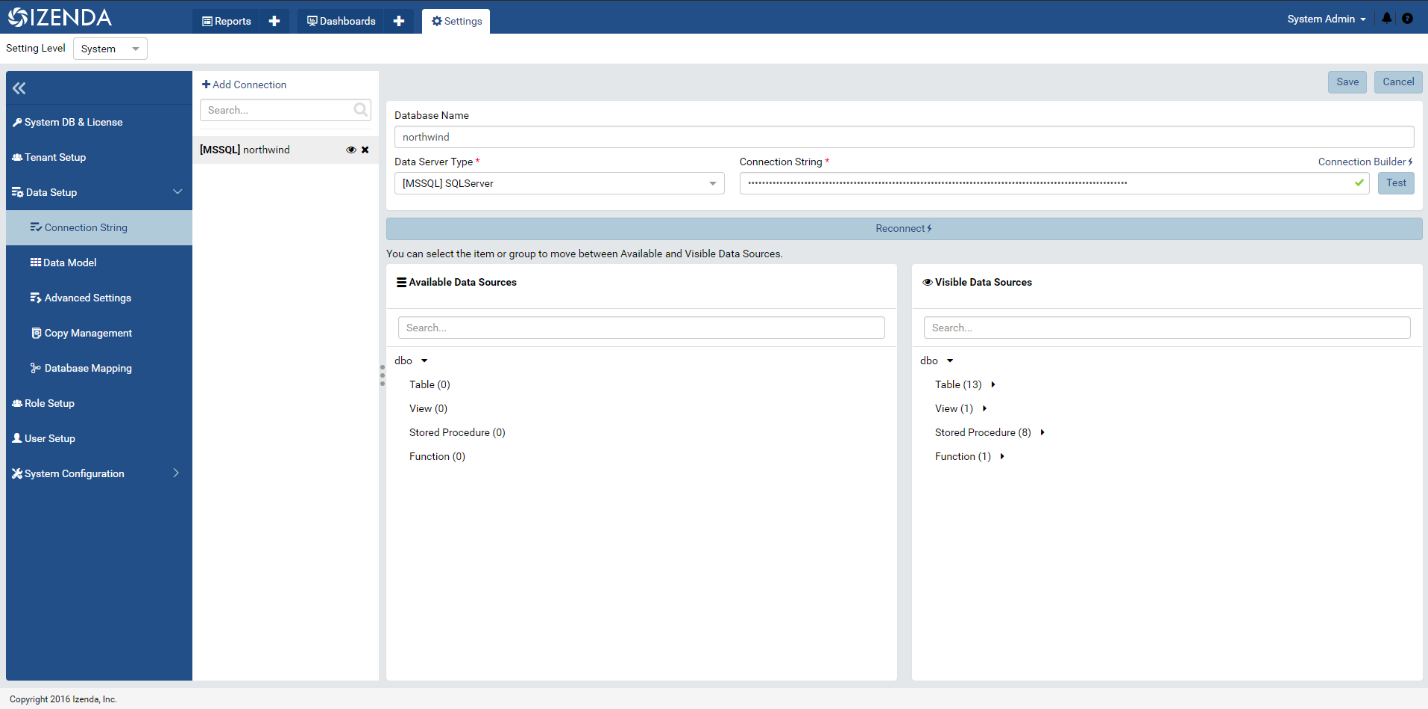 IZENDA
Reports
Dashboards
Settings
System Admin
Setting Level
System
Add Connection
Search...
[MSSQL] northwind
System DB & License
Tenant Setup
Data Setup
Connection String
Data Model
Advanced Settings
Copy Management
Database Mapping
Role Setup
User Setup
System Configuration
Save
Cancel
Database Name
northwind
Data Server Type *
[MSSQL] SQLServer
Connection String *
Connection Builder
Test
Reconnect
You can select the item or group to move between Available and Visible Data Sources.
Available Data Sources
Search...
dbo
Table (0)
View (0)
Stored Procedure (0)
Function (0)
Visible Data Sources
Search...
dbo
Table (13)
View (1)
Stored Procedure (8)
Function (1)
Copyright 2016 Izenda, Inc.